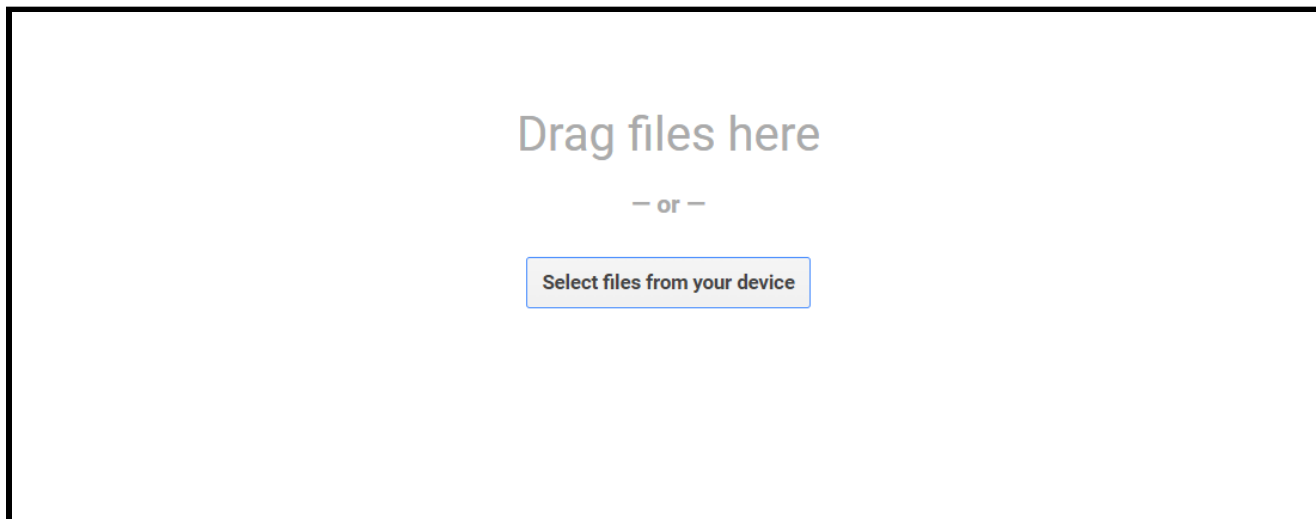 Drag files here
— or —
Select files from your device